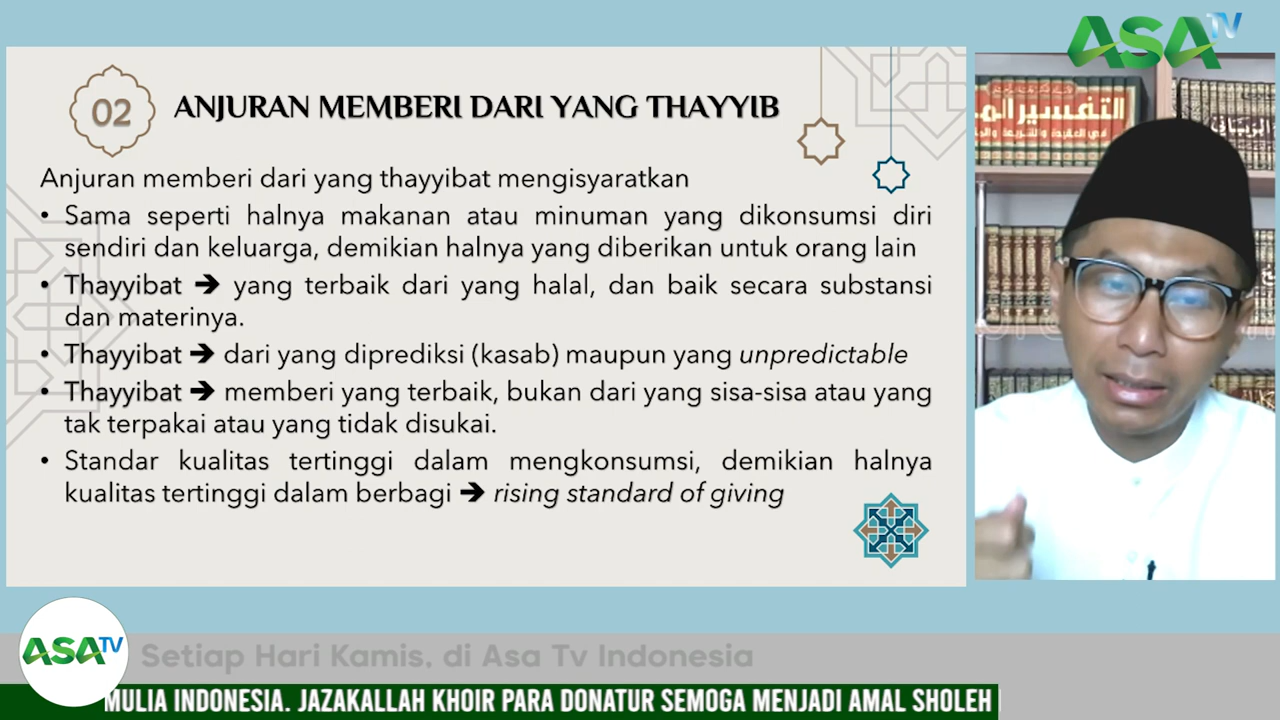 ASA TV
02
ANJURAN MEMBERI DARI YANG THAYYIB
Anjuran memberi dari yang thayyibat mengisyaratkan
• Sama seperti halnya makanan atau minuman yang dikonsumsi diri
sendiri dan keluarga, demikian halnya yang diberikan untuk orang lain
• Thayyibat ➔ yang terbaik dari yang halal, dan baik secara substansi
dan materinya.
• Thayyibat ➔ dari yang diprediksi (kasab) maupun yang unpredictable
• Thayyibat ➔ memberi yang terbaik, bukan dari yang sisa-sisa atau yang
tak terpakai atau yang tidak disukai.
• Standar kualitas tertinggi dalam mengkonsumsi, demikian halnya
kualitas tertinggi dalam berbagi ➔ rising standard of giving
التفسير
في العقيدة والشريعة
ASA TV
Setiap Hari Kamis. di Asa Tv Indonesia
MULIA INDONESIA. JAZAKALLAH KHOIR PARA DONATUR SEMOGA MENJADI AMAL SHOLEH